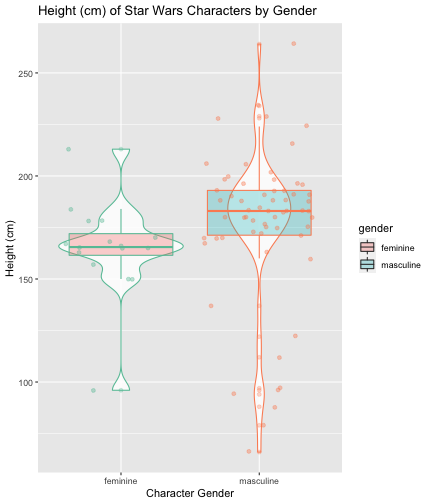 Height (cm) of Star Wars Characters by Gender
Height (cm)
250
200
150
100
feminine
masculine
Character Gender
gender
feminine
masculine